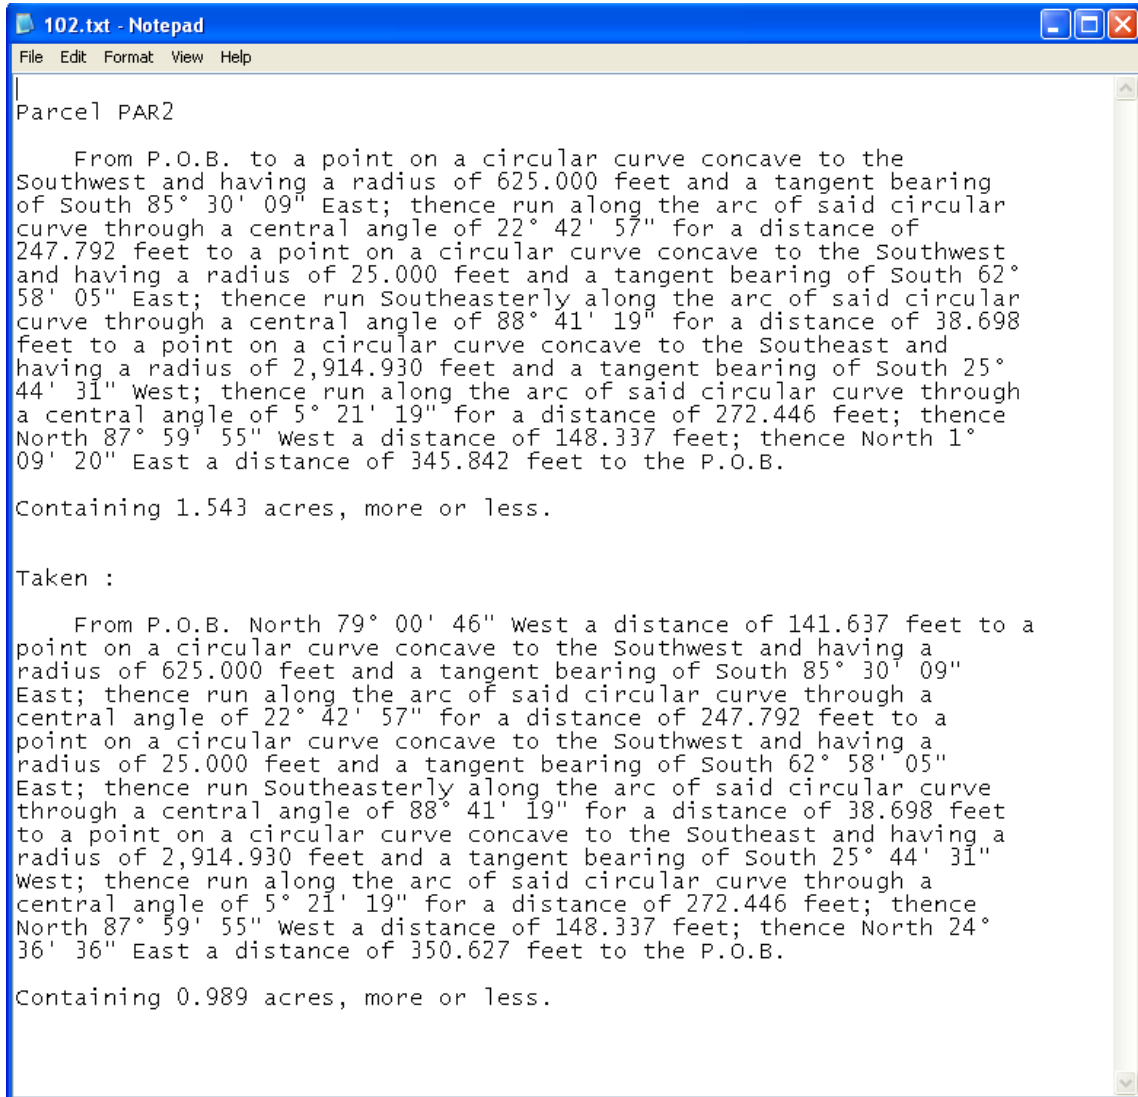 102.txt - Notepad
File Edit Format View Help
Parcel PAR2
From P.O.B. to a point on a circular curve concave to the
Southwest and having a radius of 625.000 feet and a tangent bearing
of South 85° 30' 09" East; thence run along the arc of said circular
curve through a central angle of 22° 42' 57" for a distance of
247.792 feet to a point on a circular curve concave to the Southwest
and having a radius of 25.000 feet and a tangent bearing of South 62°
58' 05" East; thence run Southeasterly along the arc of said circular
curve through a central angle of 88° 41' 19" for a distance of 38.698
feet to a point on a circular curve concave to the Southeast and
having a radius of 2,914.930 feet and a tangent bearing of South 25°
44' 31" West; thence run along the arc of said circular curve through
a central angle of 5° 21' 19" for a distance of 272.446 feet; thence
North 87° 59' 55" West a distance of 148.337 feet; thence North 1°
09' 20" East a distance of 345.842 feet to the P.O.B.
Containing 1.543 acres, more or less.
Taken :
From P.O.B. North 79° 00' 46" West a distance of 141.637 feet to a
point on a circular curve concave to the Southwest and having a
radius of 625.000 feet and a tangent bearing of South 85° 30' 09"
East; thence run along the arc of said circular curve through a
central angle of 22° 42' 57" for a distance of 247.792 feet to a
point on a circular curve concave to the Southwest and having a
radius of 25.000 feet and a tangent bearing of South 62° 58' 05"
East; thence run Southeasterly along the arc of said circular curve
through a central angle of 88° 41' 19" for a distance of 38.698 feet
to a point on a circular curve concave to the Southeast and having a
radius of 2,914.930 feet and a tangent bearing of South 25° 44' 31"
West; thence run along the arc of said circular curve through a
central angle of 5° 21' 19" for a distance of 272.446 feet; thence
North 87° 59' 55" West a distance of 148.337 feet; thence North 24°
36' 36" East a distance of 350.627 feet to the P.O.B.
Containing 0.989 acres, more or less.